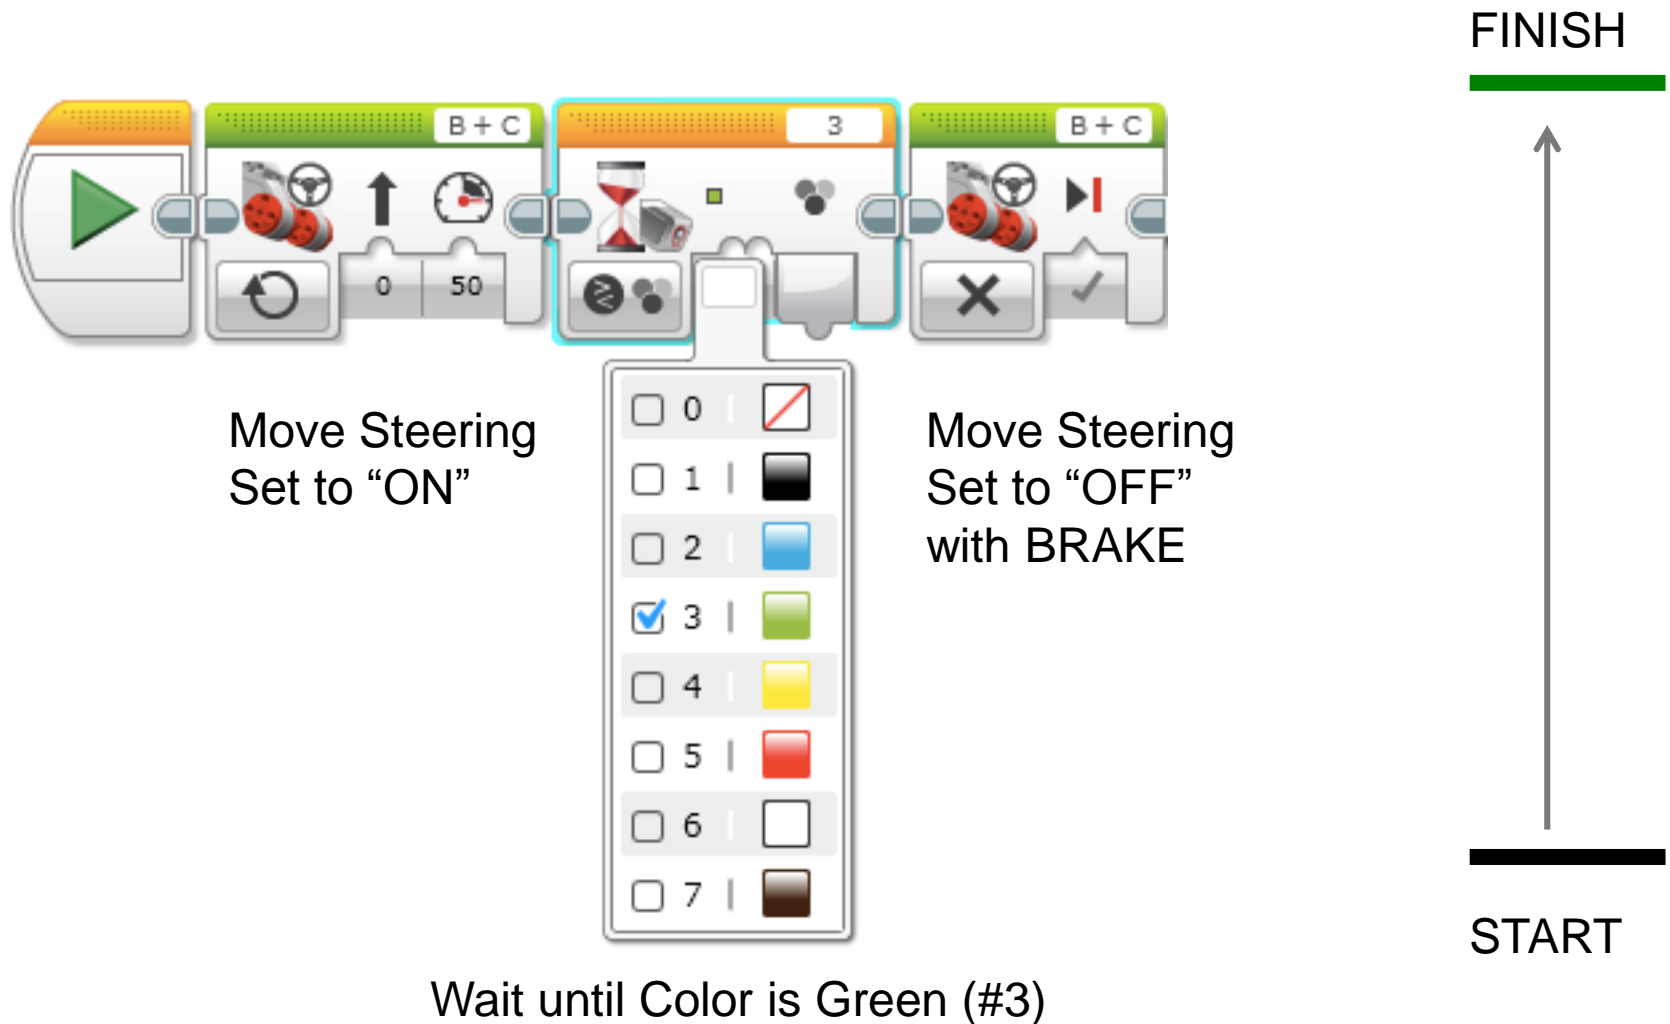 FINISH
B + C
3
B + C
0
50
0
1
2
3
4
5
6
7
Move Steering
Set to “ON”
Move Steering
Set to “OFF”
with BRAKE
START
Wait until Color is Green (#3)